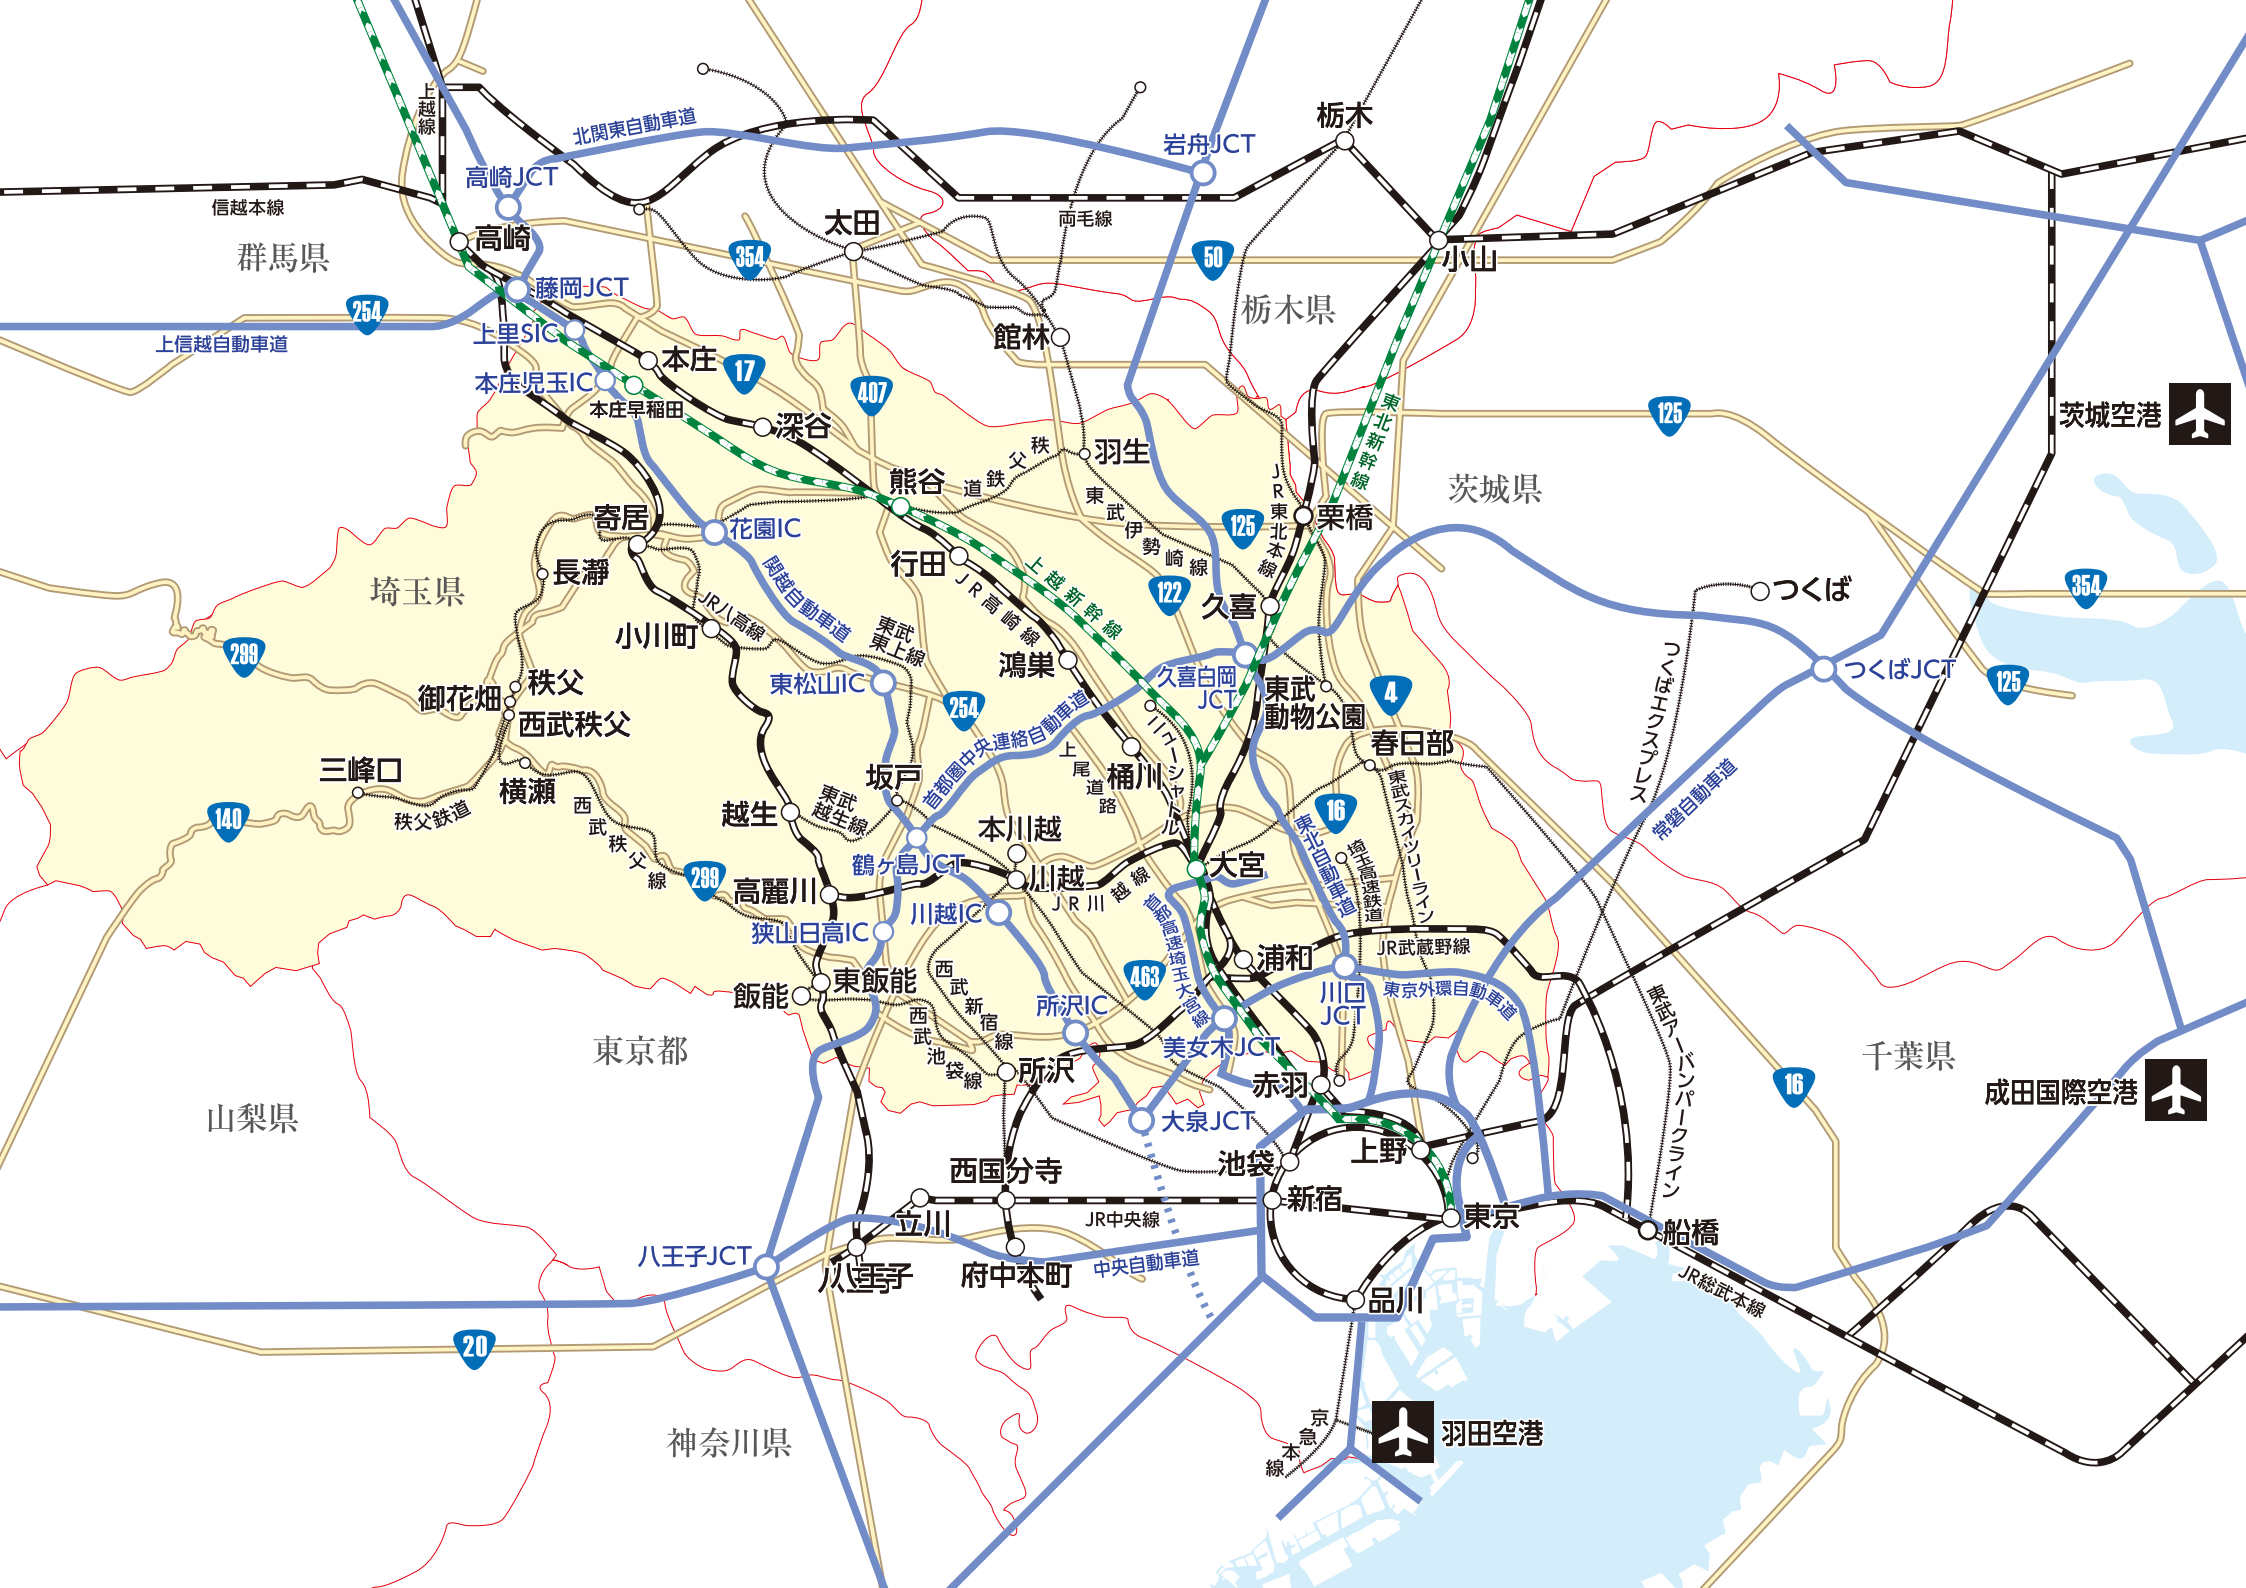 上越線
北関東自動車道
高崎JCT
岩舟JCT
栃木
信越本線
両毛線
群馬県
高崎
太田
354
50
小山
254
藤岡JCT
栃木県
上信越自動車道
上里SIC
館林
本庄
17
本庄児玉IC
407
本庄早稲田
東北新幹線
125
茨城空港
深谷
秩父鉄道
羽生
熊谷
JR東北本線
茨城県
東武伊勢崎線
寄居
花園IC
125
栗橋
行田
上越新幹線
長瀞
関越自動車道
JR高崎線
122
久喜
つくば
354
埼玉県
JR八高線
小川町
東武
東上線
299
鴻巣
久喜白岡
JCT
つくばエクスプレス
つくばJCT
125
秩父
御花畑
西武秩父
東松山IC
254
東武
動物公園
4
首都圏中央連絡自動車道
ニューシャトル
春日部
三峰口
横瀬
上尾道路
桶川
坂戸
東武スカイツリーライン
常磐自動車道
140
秩父鉄道
西武秩父線
越生
東武
越生線
本川越
16
東北自動車道
埼玉高速鉄道
299
鶴ヶ島JCT
大宮
高麗川
川越
JR川越線
川越IC
首都高速埼玉大宮線
狭山日高IC
浦和
JR武蔵野線
西武新宿線
463
飯能
東飯能
所沢IC
川口
JCT
東京外環自動車道
東武アーバンパークライン
西武池袋線
美女木JCT
東京都
千葉県
所沢
赤羽
16
成田国際空港
山梨県
大泉JCT
池袋
上野
西国分寺
新宿
立川
JR中央線
東京
船橋
八王子JCT
八王子
府中本町
中央自動車道
品川
JR総武本線
20
神奈川県
京急本線
羽田空港